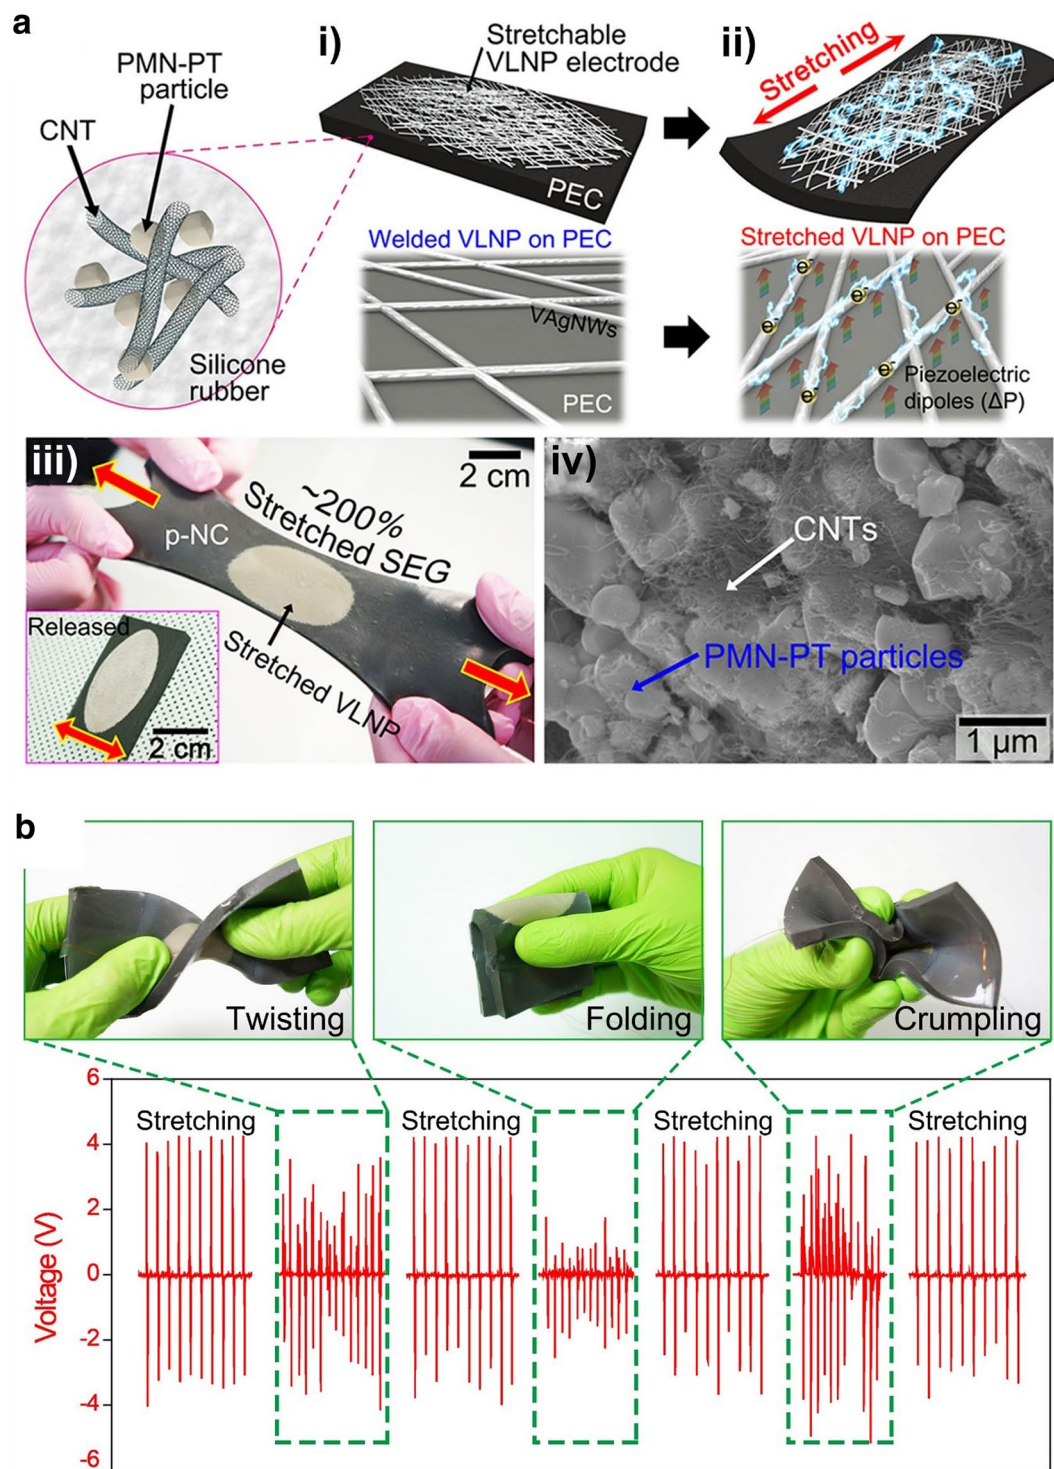 a
PMN-PT
particle
CNT
Silicone
rubber
i)
Stretchable
VLNP electrode
PEC
ii)
Stretching
Welded VLNP on PEC
VAgNWs
PEC
Stretched VLNP on PEC
e-
e-
e-
e-
e-
Piezoelectric
dipoles (ΔP)
iii)
2 cm
~200%
Stretched SEG
p-NC
Stretched VLNP
Released
2 cm
iv)
CNTs
PMN-PT particles
1 μm
b
Twisting
Folding
Crumpling
Voltage (V)
6
4
2
0
-2
-4
-6
Stretching
Stretching
Stretching
Stretching